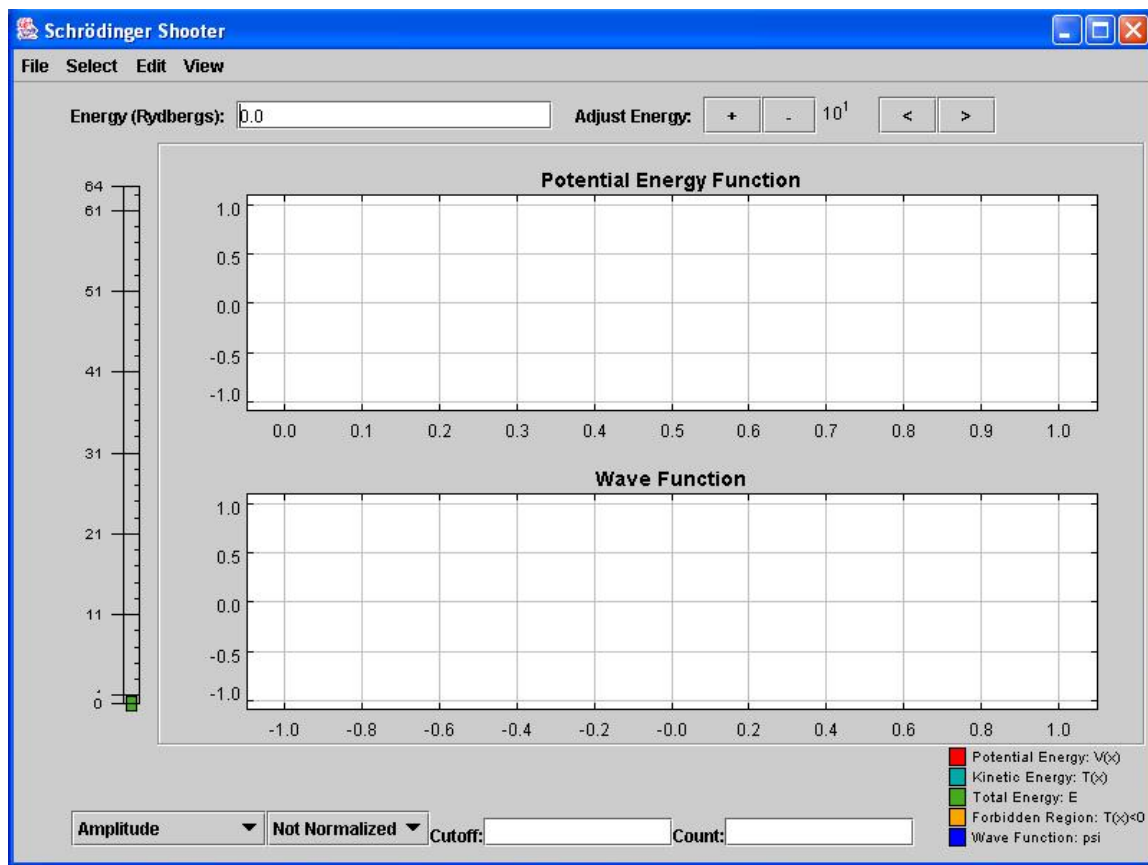 Schrödinger Shooter
File Select Edit View
Energy (Rydbergs): 0.0 Adjust Energy: + - 10¹ < >
Potential Energy Function
64
61
51
41
31
21
11
0
1.0
0.5
0.0
-0.5
-1.0
0.0 0.1 0.2 0.3 0.4 0.5 0.6 0.7 0.8 0.9 1.0
Wave Function
1.0
0.5
0.0
-0.5
-1.0
-1.0 -0.8 -0.6 -0.4 -0.2 -0.0 0.2 0.4 0.6 0.8 1.0
Potential Energy: V(x)
Kinetic Energy: T(x)
Total Energy: E
Forbidden Region: T(x)<0
Wave Function: psi
Amplitude Not Normalized Cutoff: Count: